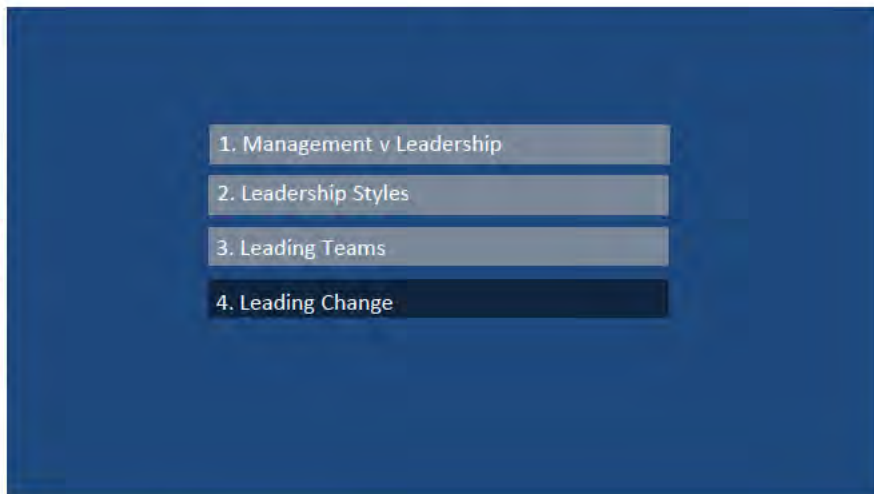 1. Management v Leadership
2. Leadership Styles
3. Leading Teams
4. Leading Change